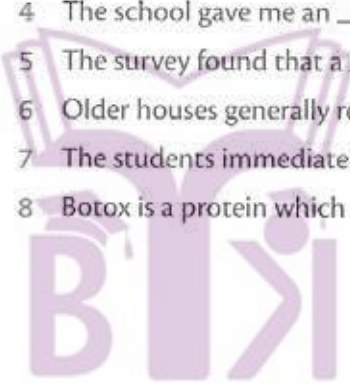 4 The school gave me an _
5 The survey found that a
6 Older houses generally re
7 The students immediate
8 Botox is a protein which